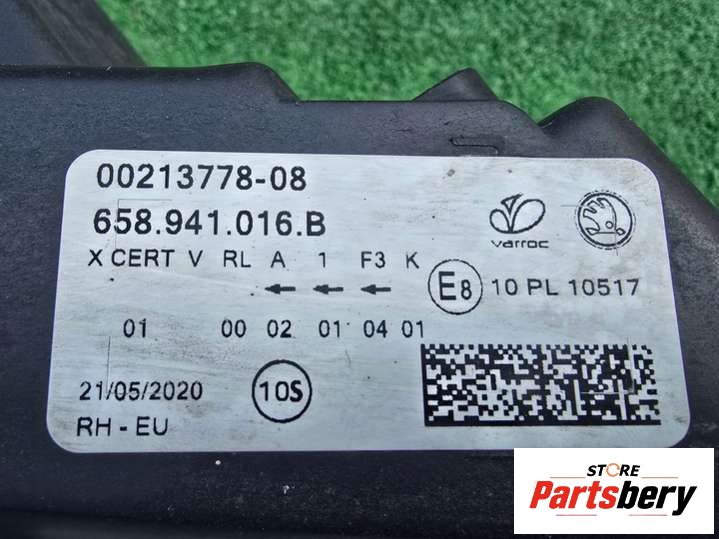 00213778-08
658.941.016.B
varroc
X CERT V RL A 1 F3 K
E8 10 PL 10517
01 00 02 01 04 01
21/05/2020 10S
RH - EU
STORE
Partsbery